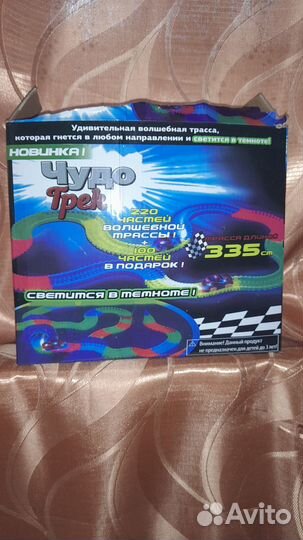 Удивительная волшебная трасса,
которая гнется в любом направлении и светится в темноте!
НОВИНКА!
Чудо
Трек
220
ЧАСТЕЙ
ВОЛШЕБНОЙ
ТРАССЫ!
+
100
ЧАСТЕЙ
В ПОДАРОК!
ТРАССА ДЛИНОЙ
335 cm
СВЕТИТСЯ В ТЕМНОТЕ!
Внимание! Данный продукт
не предназначен для детей до 3 лет!
Avito